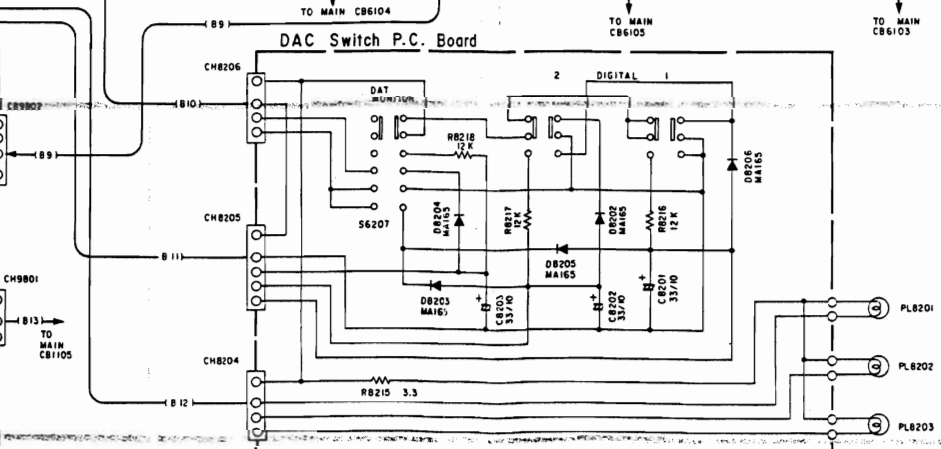 TO MAIN CB6104
(B9)
TO MAIN
CB6105
TO MAIN
CB6103
DAC Switch P.C. Board
CH8206
2 DIGITAL 1
DAT
MONITOR
(B10)
CB9802
(B9)
R8218
12K
D8206
MA165
CH8205
S6207
D8204
MA165
R8217
12K
D8202
MA165
R8216
12K
B11)
D8205
MA165
CH9801
D8203
MA165
C8203
33/10
C8202
33/10
C8201
33/10
(B13)
TO
MAIN
CB1105
PL8201
CH8204
R8215 3.3
PL8202
(B12
PL8203